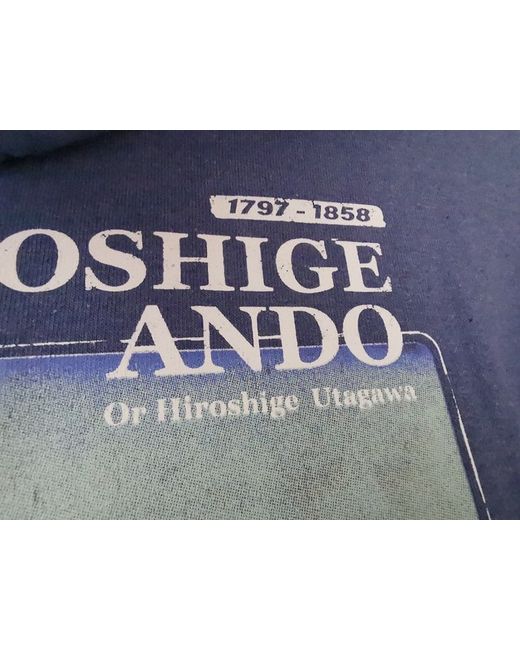 1797 - 1858
OSHIGE
ANDO
Or Hiroshige Utagawa